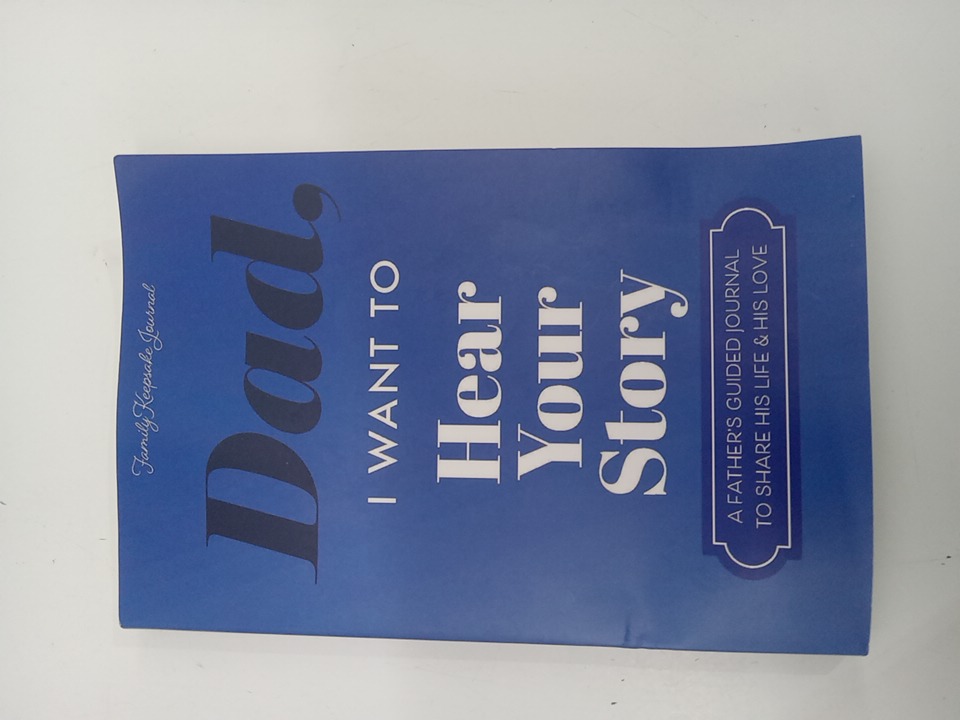 Family Keepsake Journal
Dad,
I WANT TO
Hear
Your
Story
A FATHER'S GUIDED JOURNAL
TO SHARE HIS LIFE & HIS LOVE